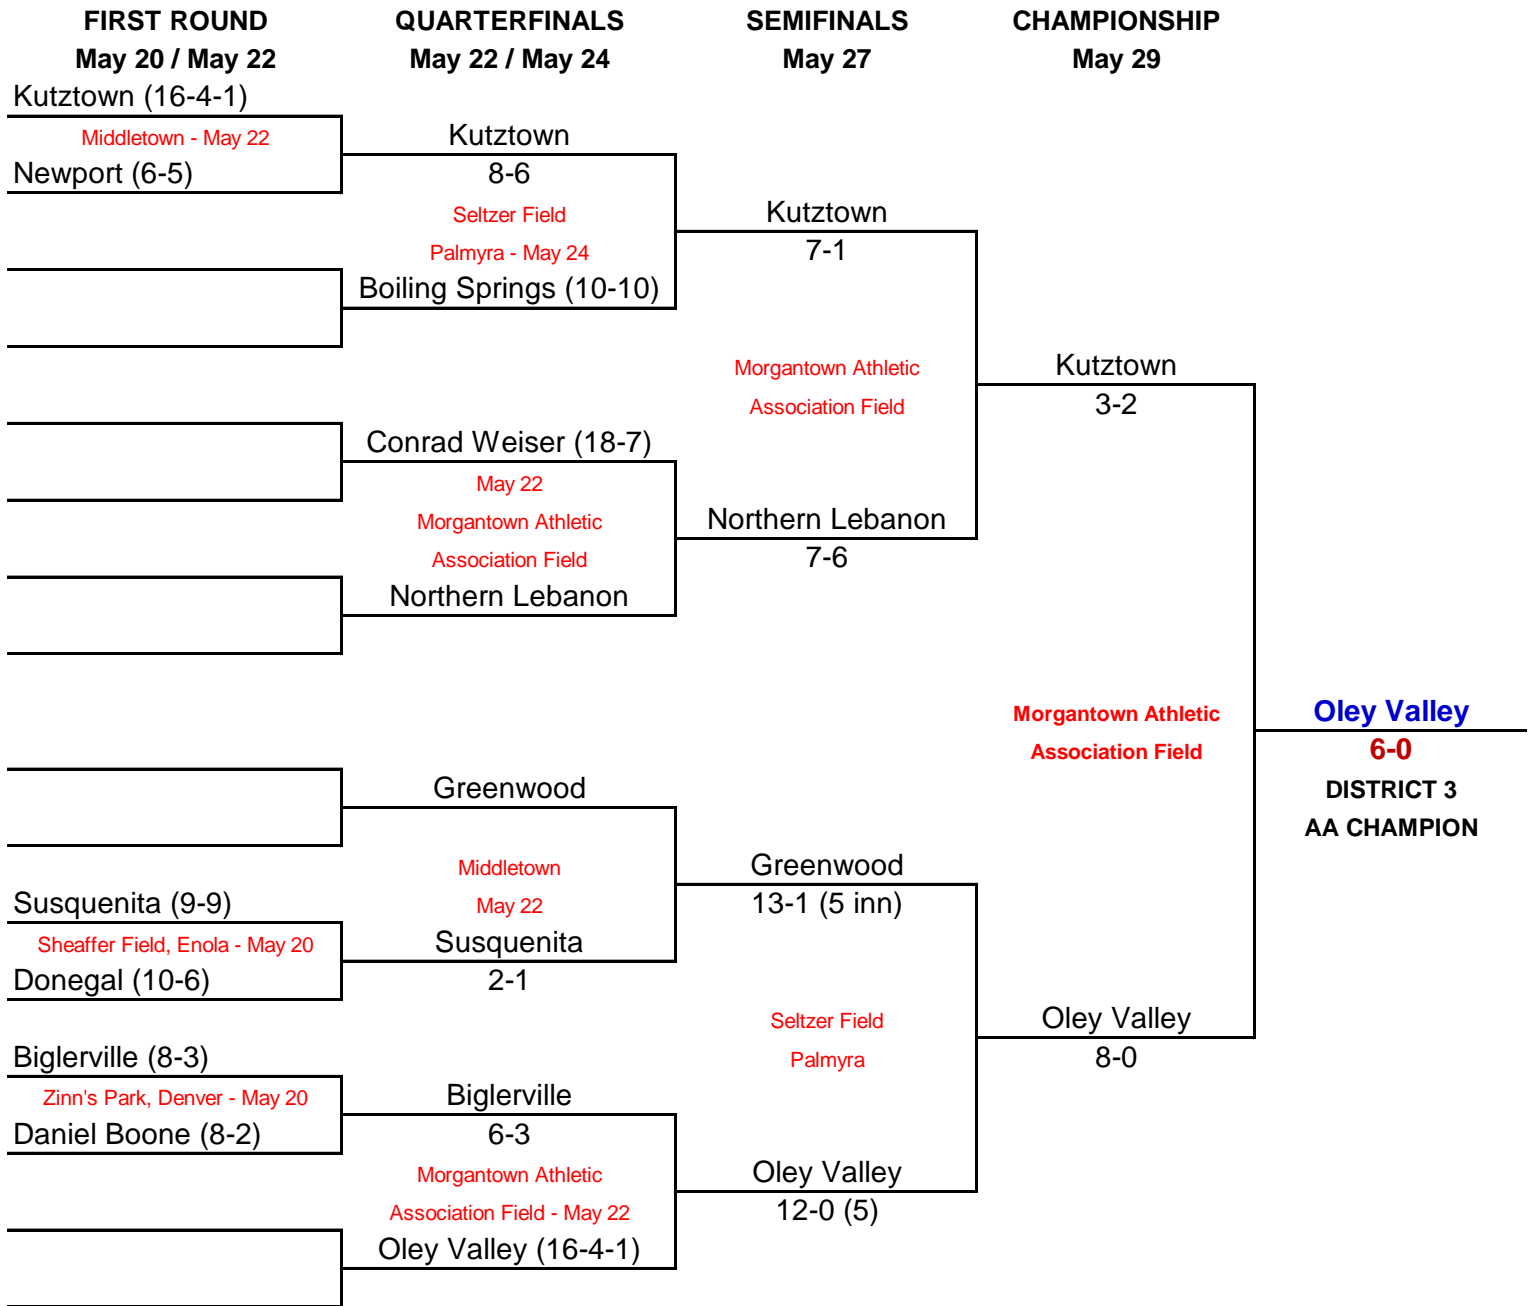 FIRST ROUND
May 20 / May 22
QUARTERFINALS
May 22 / May 24
SEMIFINALS
May 27
CHAMPIONSHIP
May 29
Kutztown (16-4-1)
Middletown - May 22
Newport (6-5)
Susquenita (9-9)
Sheaffer Field, Enola - May 20
Donegal (10-6)
Biglerville (8-3)
Zinn's Park, Denver - May 20
Daniel Boone (8-2)
Kutztown
8-6
Seltzer Field
Palmyra - May 24
Boiling Springs (10-10)
Conrad Weiser (18-7)
May 22
Morgantown Athletic
Association Field
Northern Lebanon
Greenwood
Middletown
May 22
Susquenita
2-1
Biglerville
6-3
Morgantown Athletic
Association Field - May 22
Oley Valley (16-4-1)
Kutztown
7-1
Morgantown Athletic
Association Field
Northern Lebanon
7-6
Greenwood
13-1 (5 inn)
Seltzer Field
Palmyra
Oley Valley
12-0 (5)
Kutztown
3-2
Morgantown Athletic
Association Field
Oley Valley
8-0
Oley Valley
6-0
DISTRICT 3
AA CHAMPION